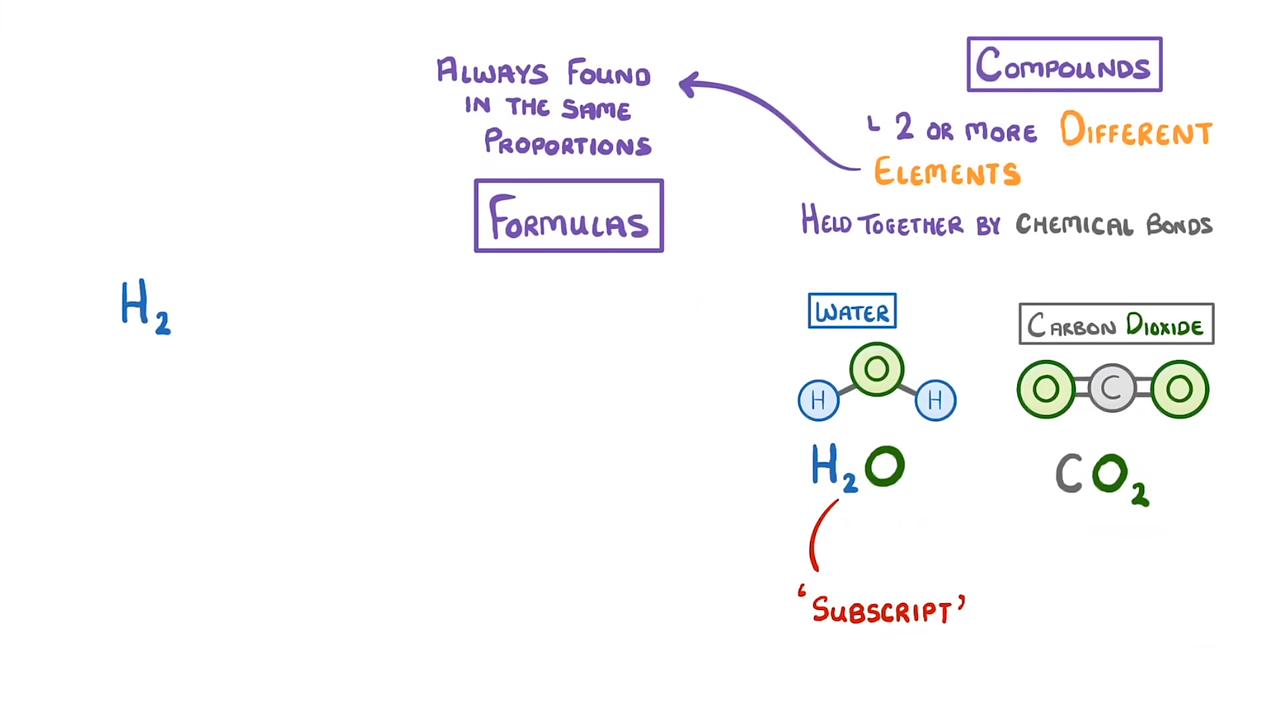 ALWAYS FOUND
IN THE SAME
PROPORTIONS
FORMULAS
H₂
COMPOUNDS
└ 2 OR MORE DIFFERENT
ELEMENTS
HELD TOGETHER BY CHEMICAL BONDS
WATER
O
H H
H₂O
'SUBSCRIPT'
CARBON DIOXIDE
O C O
CO₂